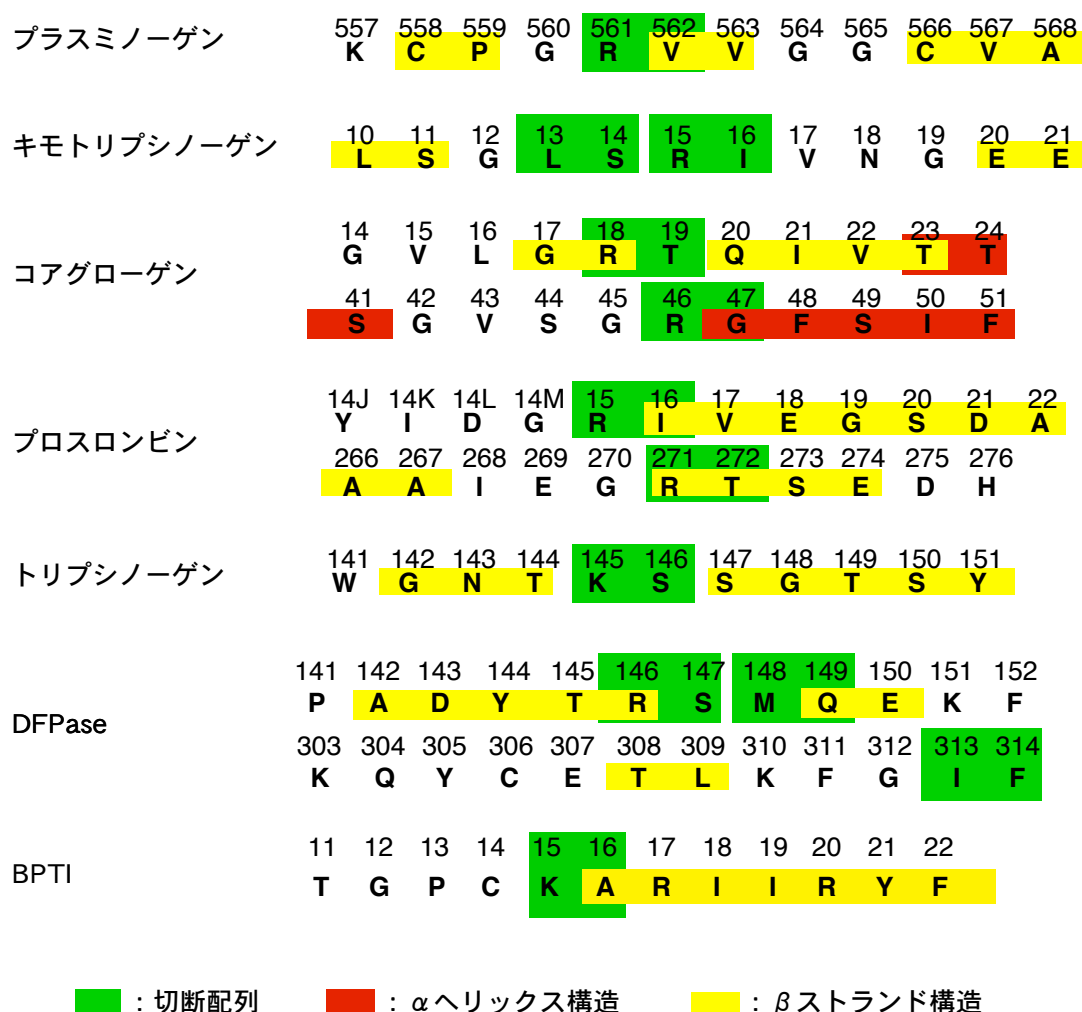 プラスミノーゲン
557 558 559 560 561 562 563 564 565 566 567 568
K C P G R V V G G C V A
キモトリプシノーゲン
10 11 12 13 14 15 16 17 18 19 20 21
L S G L S R I V N G E E
コアグローゲン
14 15 16 17 18 19 20 21 22 23 24
G V L G R T Q I V T T
41 42 43 44 45 46 47 48 49 50 51
S G V S G R G F S I F
プロスロンビン
14J 14K 14L 14M 15 16 17 18 19 20 21 22
Y I D G R I V E G S D A
266 267 268 269 270 271 272 273 274 275 276
A A I E G R T S E D H
トリプシノーゲン
141 142 143 144 145 146 147 148 149 150 151
W G N T K S S G T S Y
DFPase
141 142 143 144 145 146 147 148 149 150 151 152
P A D Y T R S M Q E K F
303 304 305 306 307 308 309 310 311 312 313 314
K Q Y C E T L K F G I F
BPTI
11 12 13 14 15 16 17 18 19 20 21 22
T G P C K A R I I R Y F
：切断配列 ：αヘリックス構造 ：βストランド構造